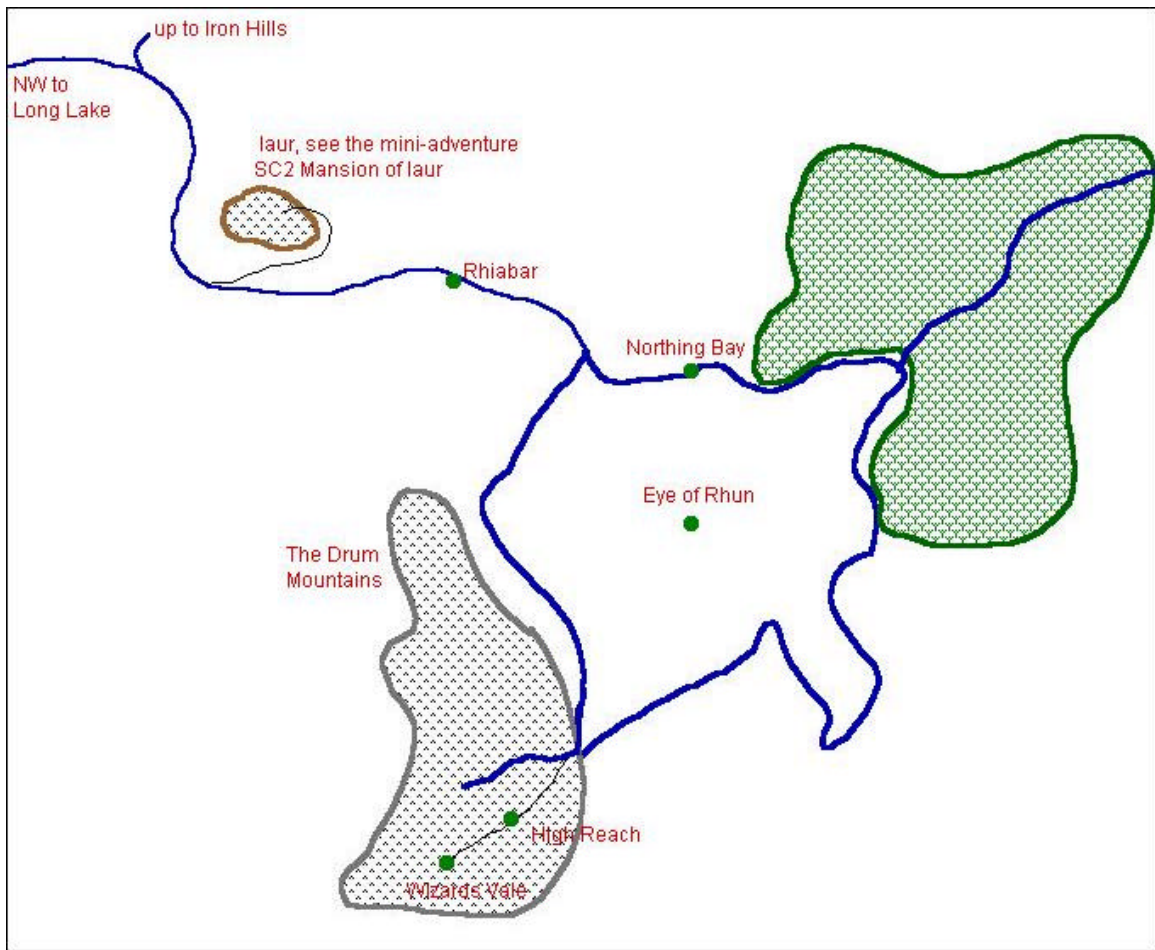 up to Iron Hills
NW to
Long Lake
Iaur, see the mini-adventure
SC2 Mansion of Iaur
Rhiabar
Northing Bay
Eye of Rhun
The Drum
Mountains
High Reach
Wizards Vale